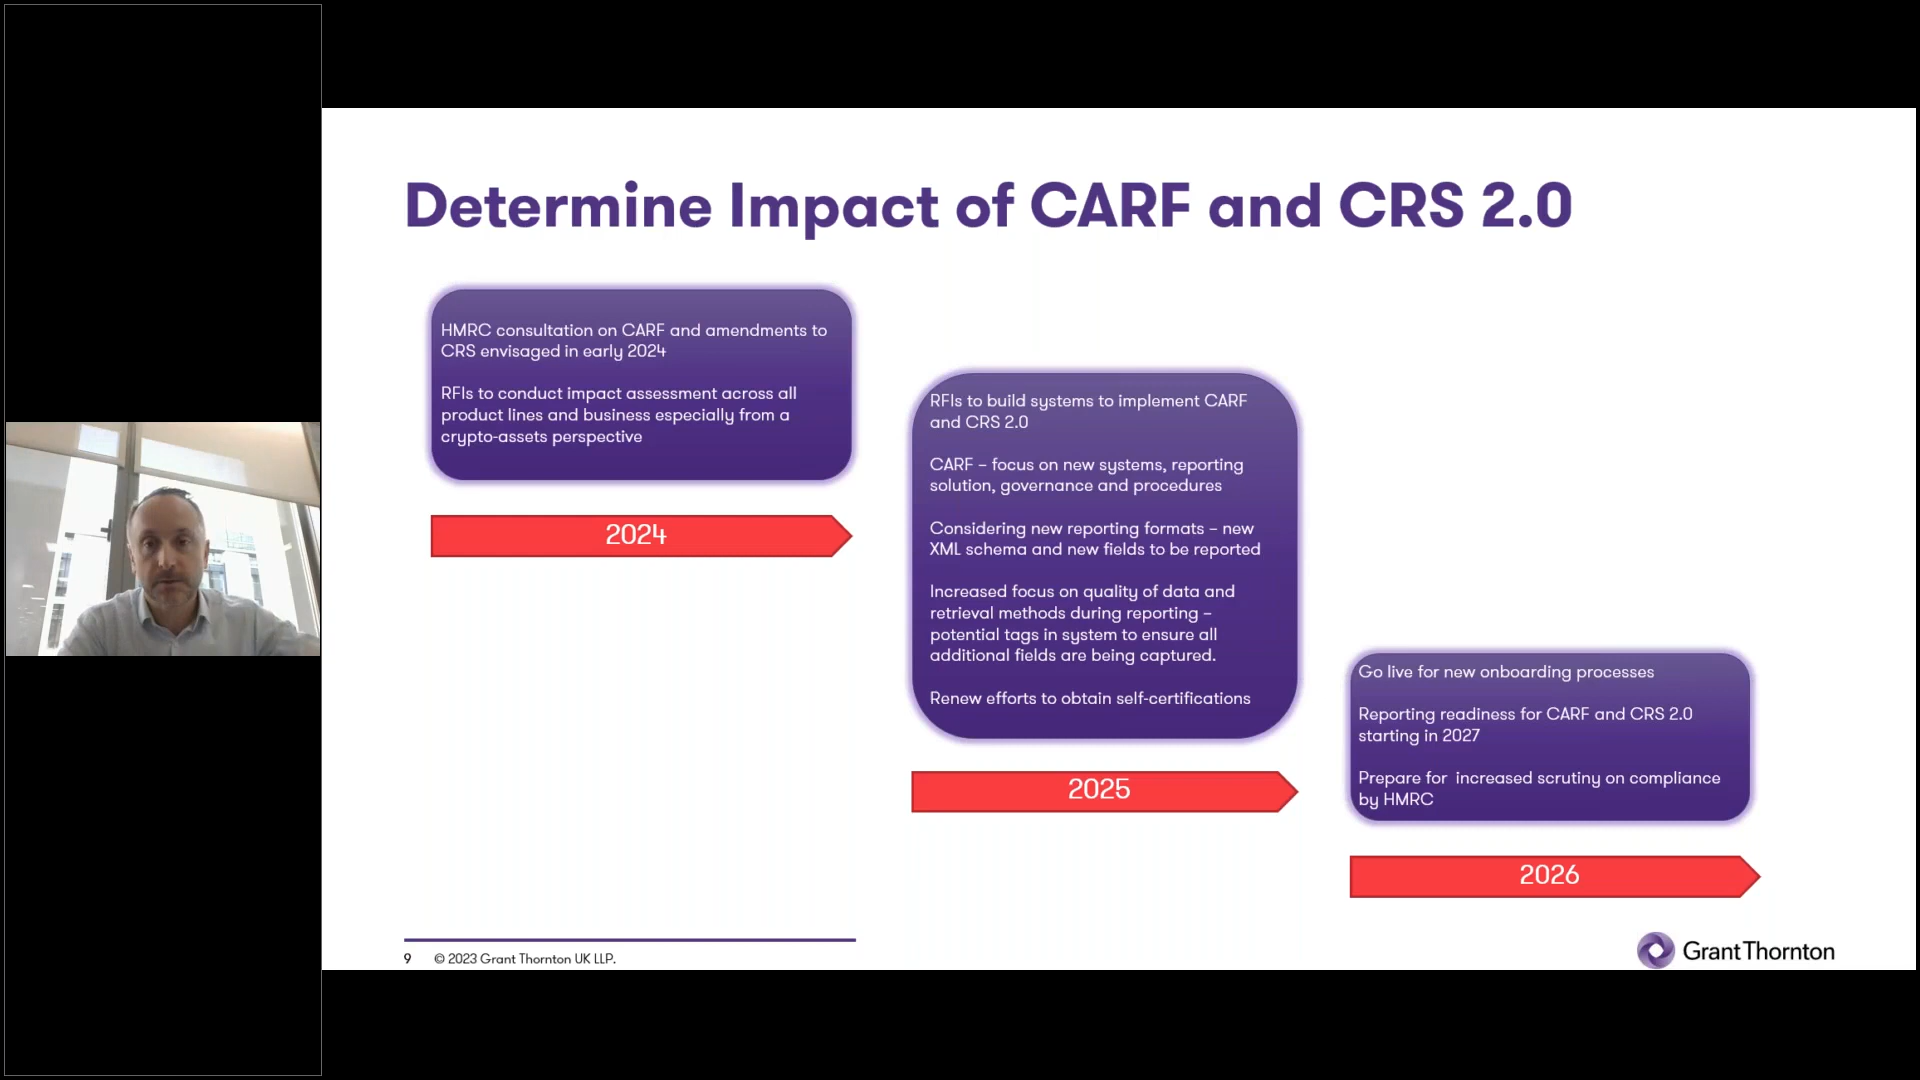 Determine Impact of CARF and CRS 2.0
HMRC consultation on CARF and amendments to
CRS envisaged in early 2024
RFIs to conduct impact assessment across all
product lines and business especially from a
crypto-assets perspective
2024
RFIs to build systems to implement CARF
and CRS 2.0
CARF – focus on new systems, reporting
solution, governance and procedures
Considering new reporting formats – new
XML schema and new fields to be reported
Increased focus on quality of data and
retrieval methods during reporting –
potential tags in system to ensure all
additional fields are being captured.
Renew efforts to obtain self-certifications
2025
Go live for new onboarding processes
Reporting readiness for CARF and CRS 2.0
starting in 2027
Prepare for  increased scrutiny on compliance
by HMRC
2026
9 © 2023 Grant Thornton UK LLP.
GrantThornton